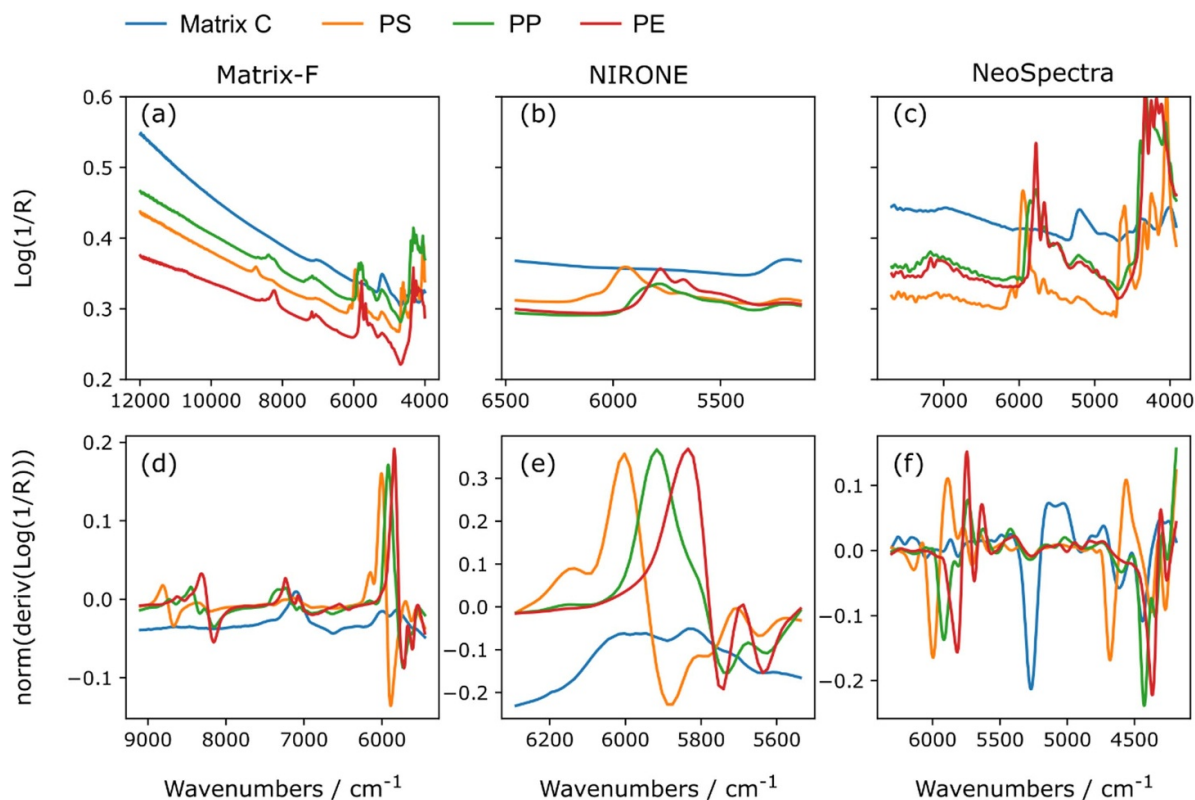 Matrix C PS PP PE
Matrix-F NIRONE NeoSpectra
Log(1/R)
0.6
0.5
0.4
0.3
0.2
(a)
12000 10000 8000 6000 4000
(b)
6500 6000 5500
(c)
7000 6000 5000 4000
norm(deriv(Log(1/R)))
0.2
0.1
0.0
−0.1
(d)
9000 8000 7000 6000
0.3
0.2
0.1
0.0
−0.1
−0.2
(e)
6200 6000 5800 5600
0.1
0.0
−0.1
−0.2
(f)
6000 5500 5000 4500
Wavenumbers / cm⁻¹ Wavenumbers / cm⁻¹ Wavenumbers / cm⁻¹